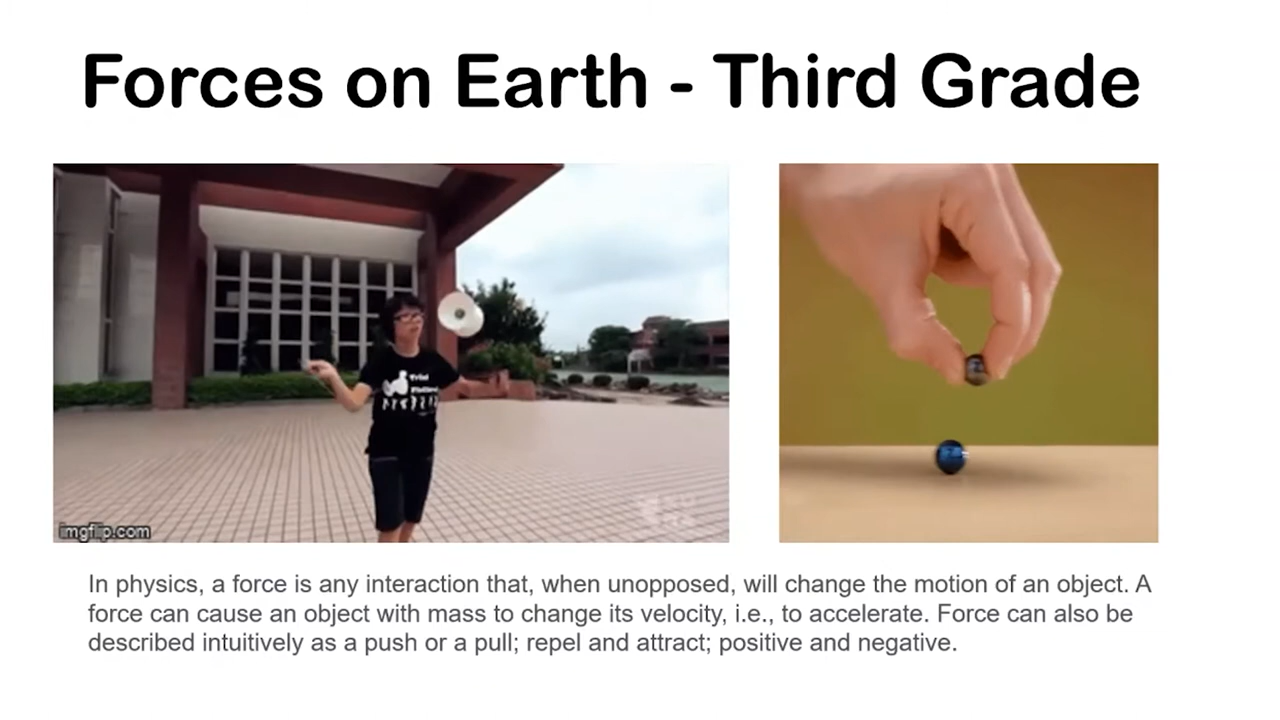 Forces on Earth - Third Grade
imgflip.com
In physics, a force is any interaction that, when unopposed, will change the motion of an object. A
force can cause an object with mass to change its velocity, i.e., to accelerate. Force can also be
described intuitively as a push or a pull; repel and attract; positive and negative.